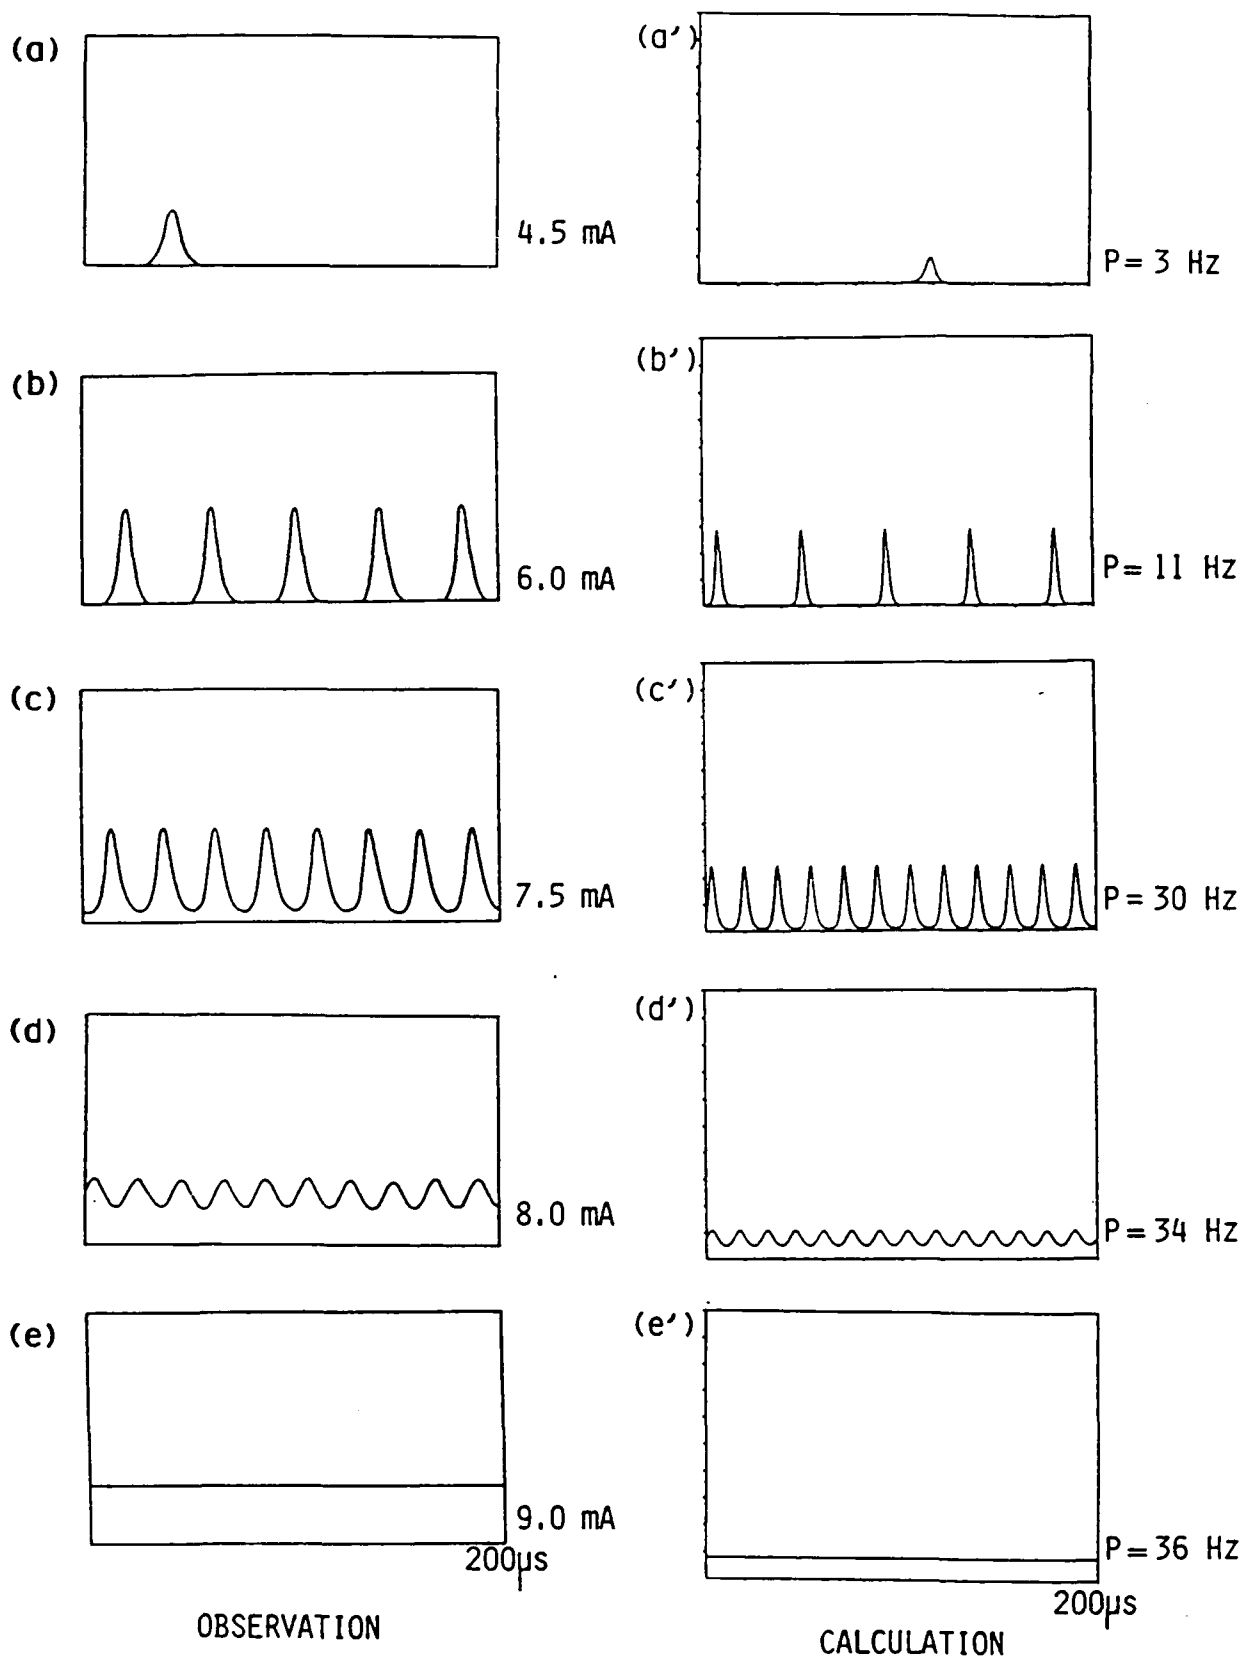 (a)
4.5 mA
(a')
P= 3 Hz
(b)
6.0 mA
(b')
P= 11 Hz
(c)
7.5 mA
(c')
P= 30 Hz
(d)
8.0 mA
(d')
P= 34 Hz
(e)
9.0 mA
200µs
OBSERVATION
(e')
P= 36 Hz
200µs
CALCULATION